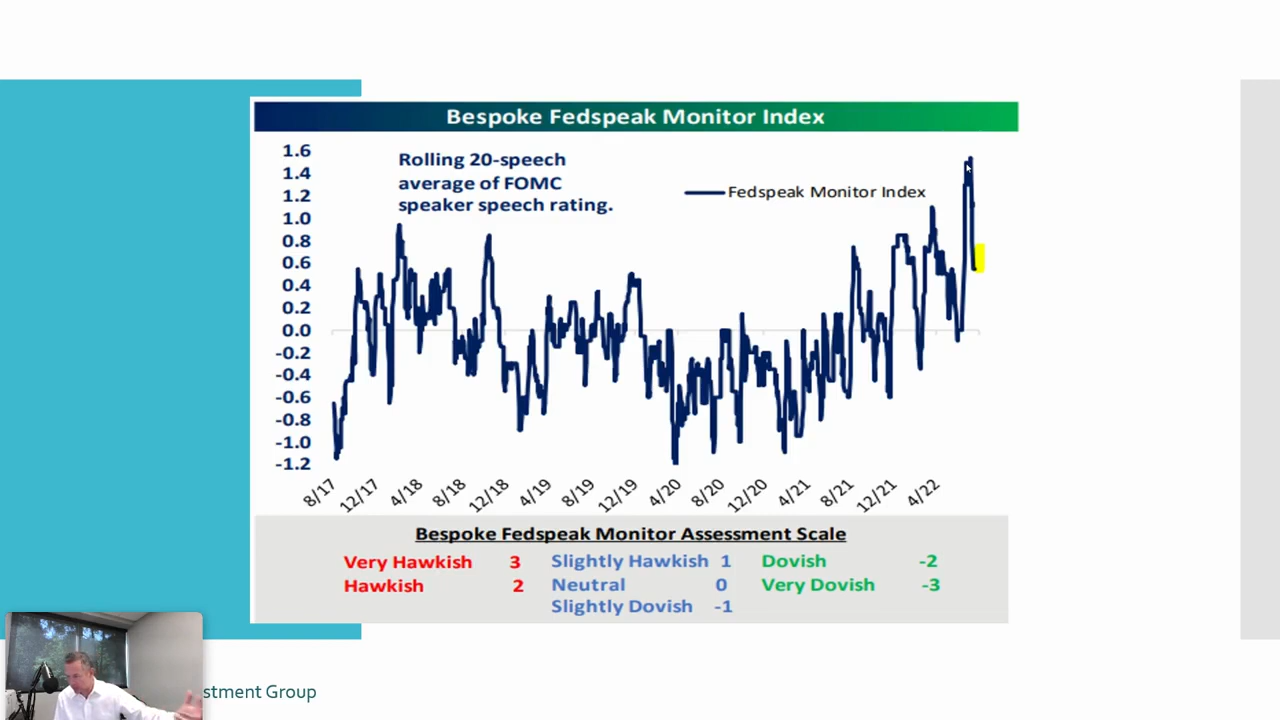 Bespoke Fedspeak Monitor Index
1.6
1.4
1.2
1.0
0.8
0.6
0.4
0.2
0.0
-0.2
-0.4
-0.6
-0.8
-1.0
-1.2
Rolling 20-speech
average of FOMC
speaker speech rating.
Fedspeak Monitor Index
8/17 12/17 4/18 8/18 12/18 4/19 8/19 12/19 4/20 8/20 12/20 4/21 8/21 12/21 4/22
Bespoke Fedspeak Monitor Assessment Scale
Very Hawkish 3 Slightly Hawkish 1 Dovish -2
Hawkish 2 Neutral 0 Very Dovish -3
Slightly Dovish -1
stment Group